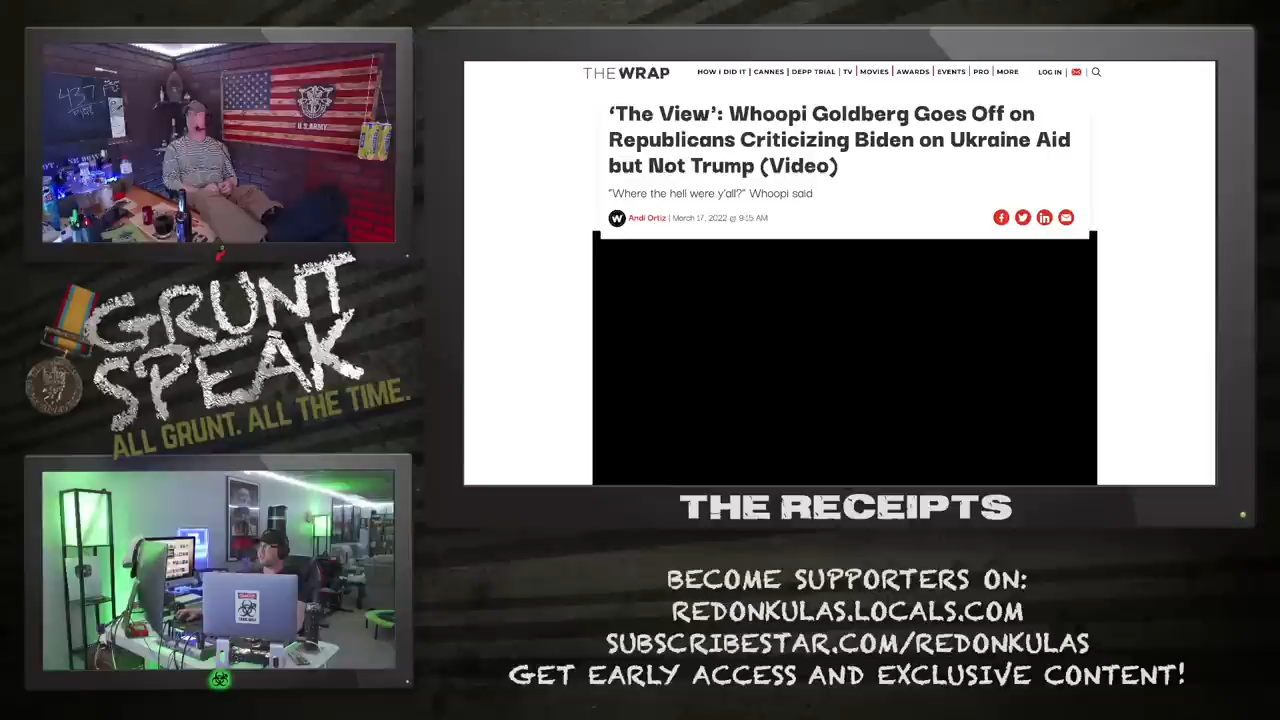 437
U.S. ARMY
GRUNT
SPEAK
ALL GRUNT. ALL THE TIME.
THEWRAP
HOW I DID IT | CANNES | DEPP TRIAL | TV | MOVIES | AWARDS | EVENTS | PRO | MORE
LOG IN
‘The View’: Whoopi Goldberg Goes Off on
Republicans Criticizing Biden on Ukraine Aid
but Not Trump (Video)
“Where the hell were y’all?” Whoopi said
W Andi Ortiz | March 17, 2022 @ 9:15 AM
THE RECEIPTS
BECOME SUPPORTERS ON:
REDONKULAS.LOCALS.COM
SUBSCRIBESTAR.COM/REDONKULAS
GET EARLY ACCESS AND EXCLUSIVE CONTENT!